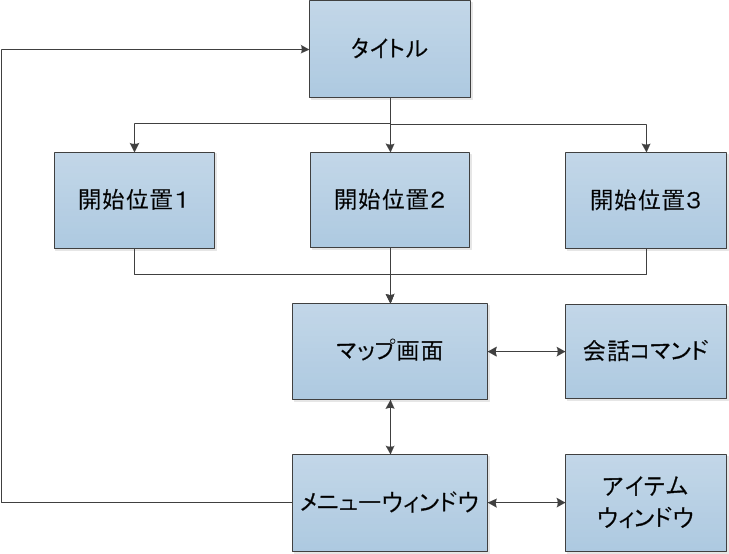 タイトル
開始位置１
開始位置２
開始位置３
マップ画面
会話コマンド
メニューウィンドウ
アイテム
ウィンドウ